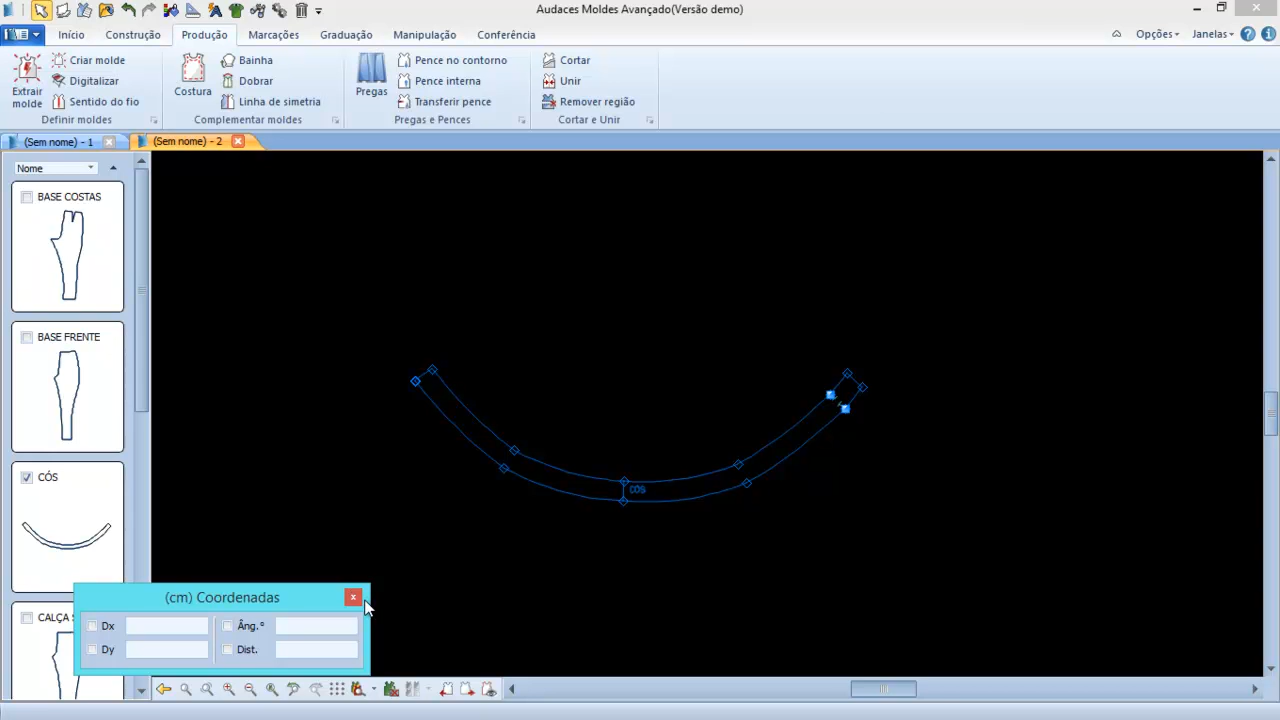 Audaces Moldes Avançado(Versão demo)
Início Construção Produção Marcações Graduação Manipulação Conferência Opções Janelas
Extrair molde
Criar molde
Digitalizar
Sentido do fio
Definir moldes
Costura
Bainha
Dobrar
Linha de simetria
Complementar moldes
Pregas
Pence no contorno
Pence interna
Transfere pence
Pregas e Pences
Cortar
Unir
Remover região
Cortar e Unir
(Sem nome) - 1 (Sem nome) - 2
Nome
BASE COSTAS
BASE FRENTE
CÓS
CALÇA
CÓS
(cm) Coordenadas
Dx Âng.º
Dy Dist.